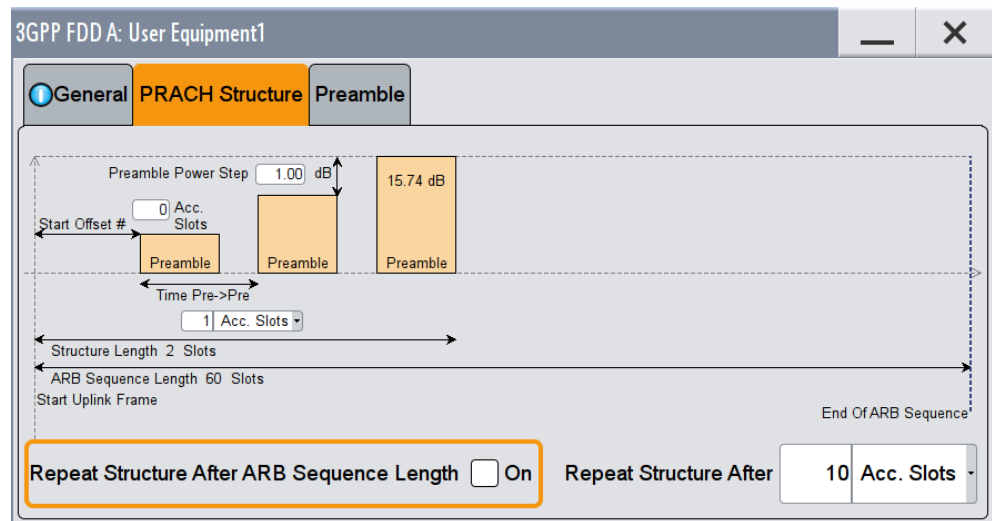 3GPP FDD A: User Equipment1
General PRACH Structure Preamble
Preamble Power Step 1.00 dB
15.74 dB
0 Acc. Slots
Start Offset #
Preamble Preamble Preamble
Time Pre->Pre
1 Acc. Slots
Structure Length 2 Slots
ARB Sequence Length 60 Slots
Start Uplink Frame
End Of ARB Sequence
Repeat Structure After ARB Sequence Length On Repeat Structure After 10 Acc. Slots